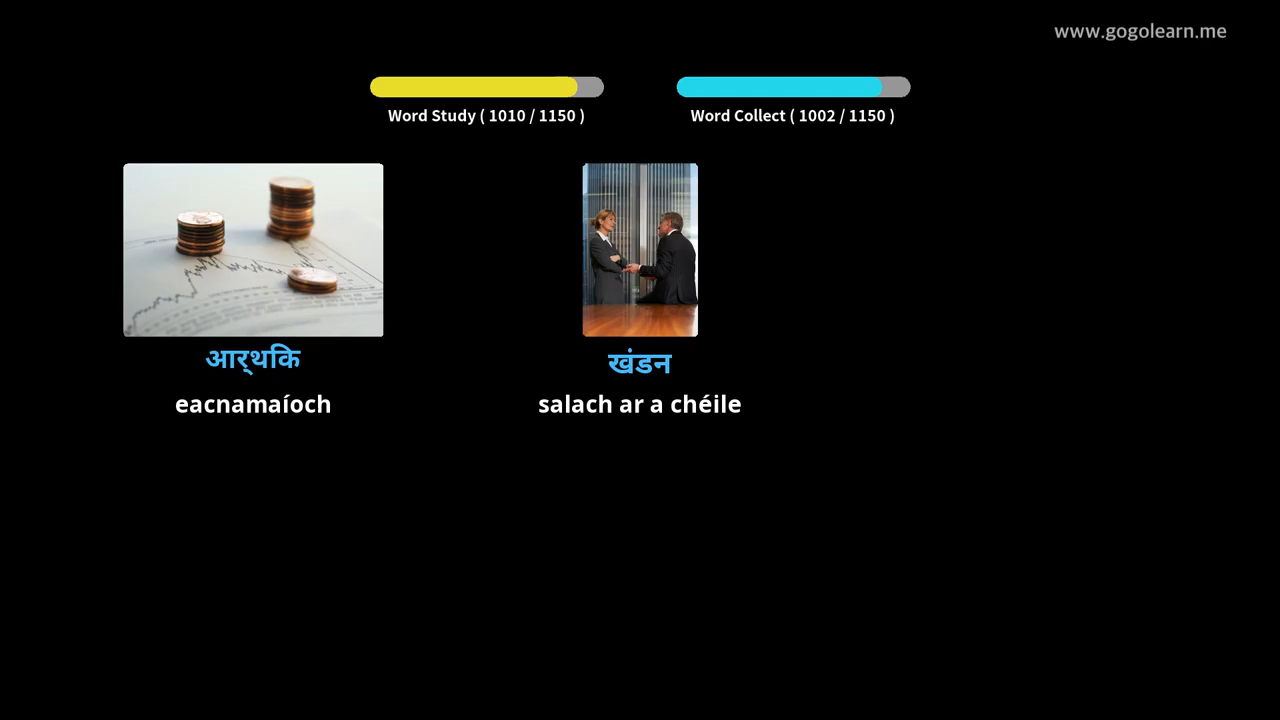 www.gogolearn.me
Word Study ( 1010 / 1150 )
Word Collect ( 1002 / 1150 )
आर्थिक
खंडन
eacnamaíoch
salach ar a chéile